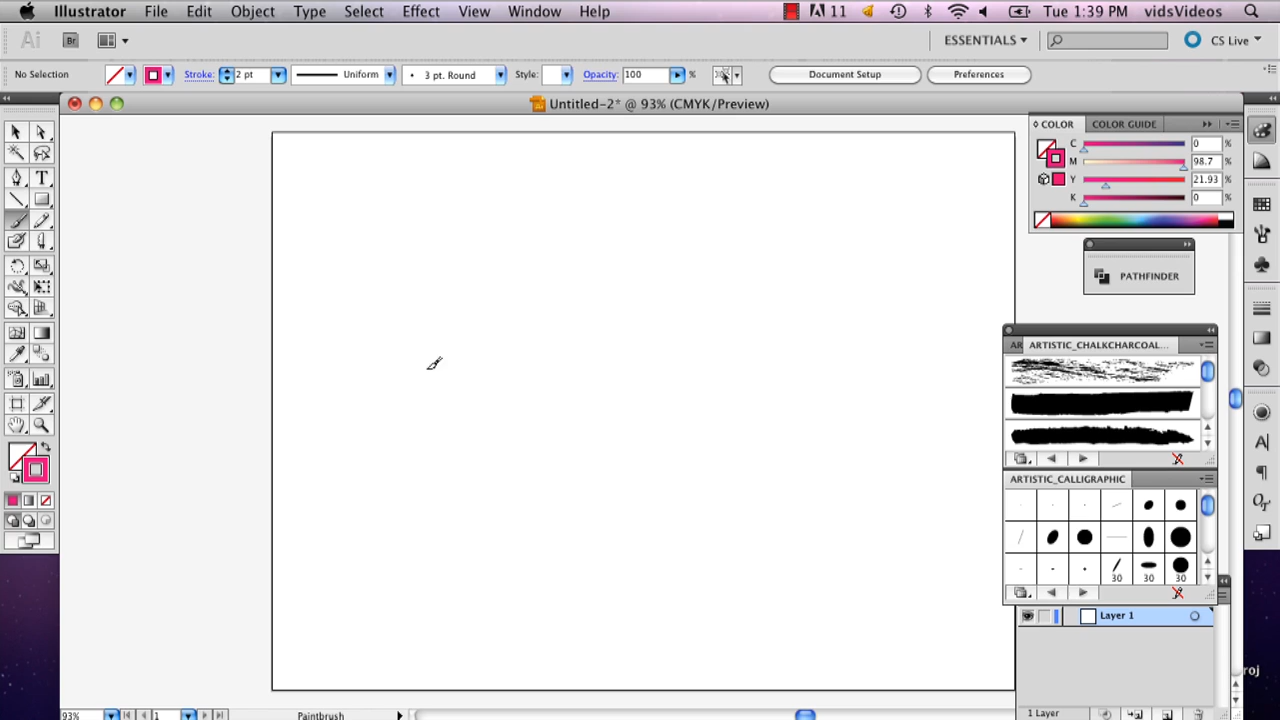 Illustrator File Edit Object Type Select Effect View Window Help 11 Tue 1:39 PM vidsVideos
Ai Br ESSENTIALS CS Live
No Selection Stroke: 2 pt Uniform 3 pt. Round Style: Opacity: 100 % Document Setup Preferences
Untitled-2* @ 93% (CMYK/Preview)
COLOR COLOR GUIDE
C 0 %
M 98.7 %
Y 21.93 %
K 0 %
PATHFINDER
AR ARTISTIC_CHALKCHARCOAL...
ARTISTIC_CALLIGRAPHIC
30 30 30
Layer 1
roj
93% 1 Paintbrush 1 Layer